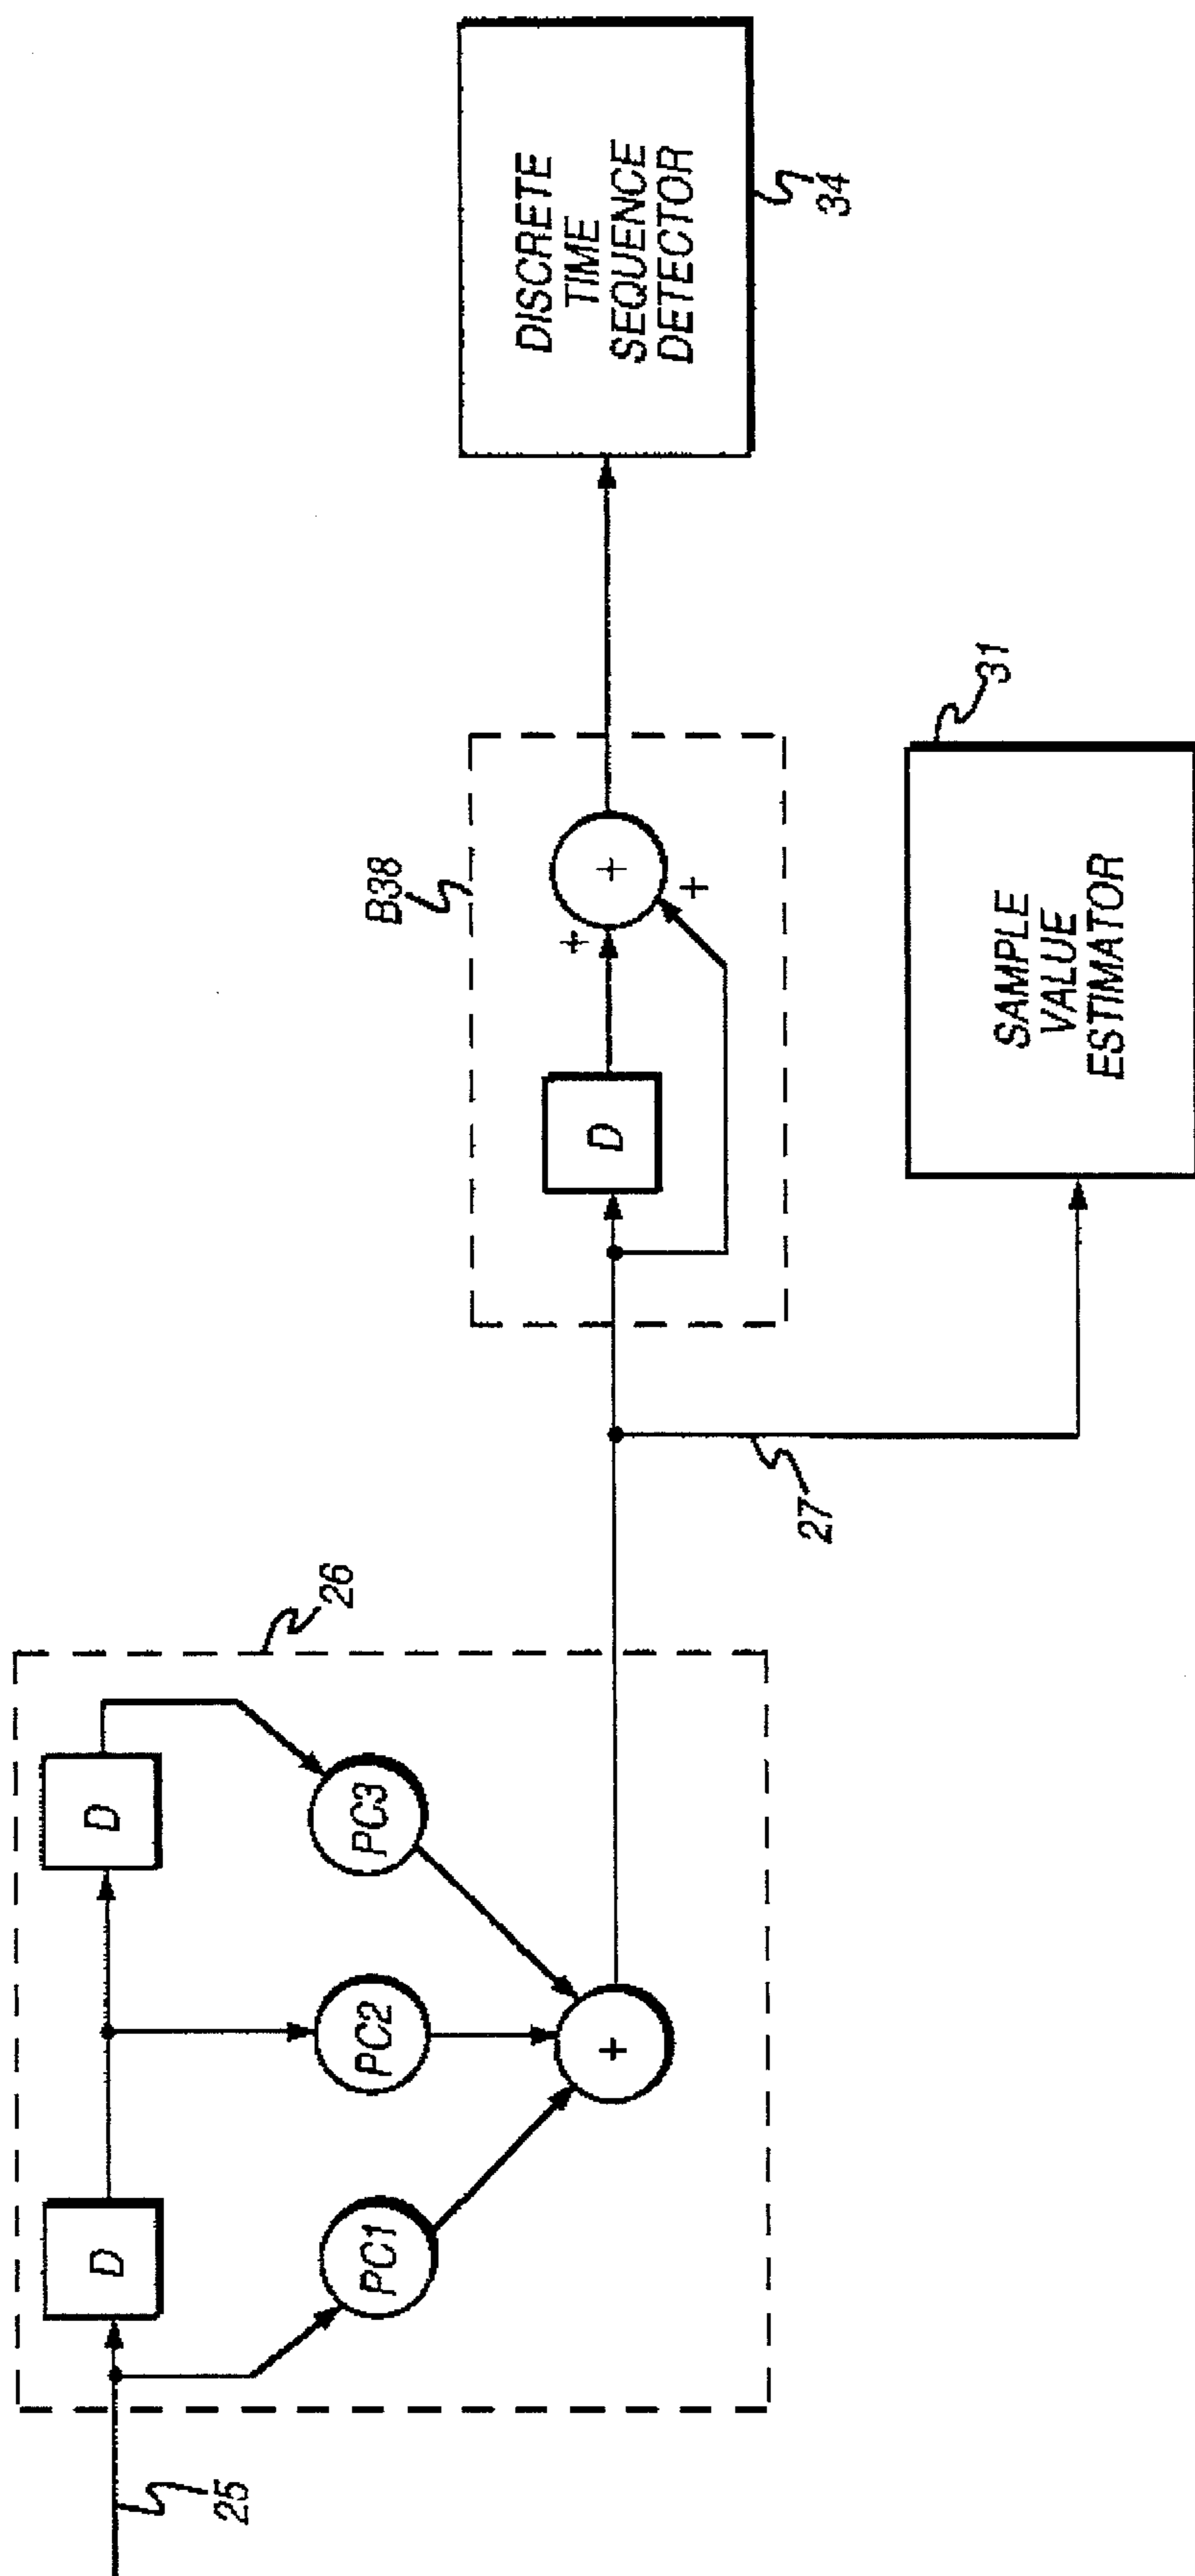 25
26
D
D
PC1
PC2
PC3
+
27
B38
D
+
+
+
DISCRETE
TIME
SEQUENCE
DETECTOR
34
SAMPLE
VALUE
ESTIMATOR
31